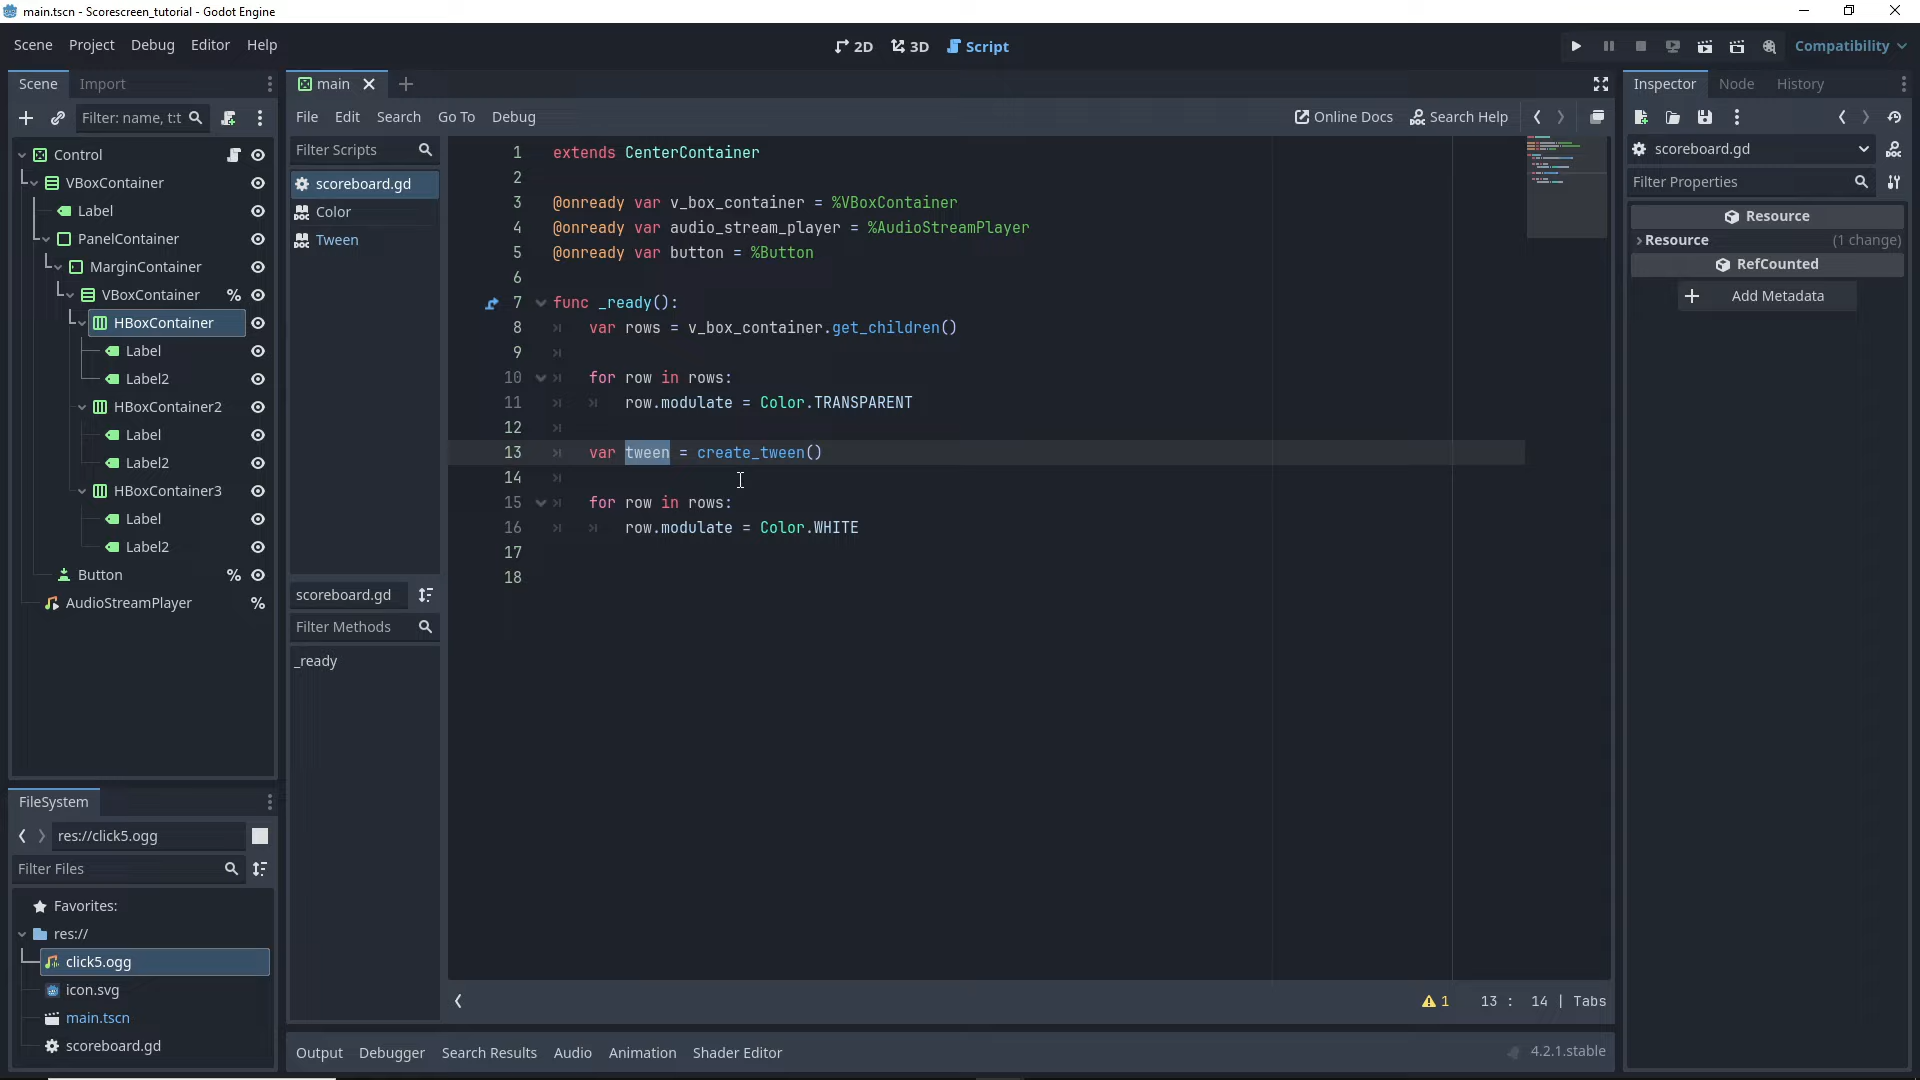 main.tscn - Scorescreen_tutorial - Godot Engine
Scene Project Debug Editor Help
2D 3D Script
Compatibility
Scene Import
Filter: name, t:t
Control
VBoxContainer
Label
PanelContainer
MarginContainer
VBoxContainer %
HBoxContainer
Label
Label2
HBoxContainer2
Label
Label2
HBoxContainer3
Label
Label2
Button %
AudioStreamPlayer %
FileSystem
res://click5.ogg
Filter Files
Favorites:
res://
click5.ogg
icon.svg
main.tscn
scoreboard.gd
main
File Edit Search Go To Debug
Online Docs Search Help
Filter Scripts
scoreboard.gd
DOC Color
DOC Tween
scoreboard.gd
Filter Methods
_ready
1 extends CenterContainer
2
3 @onready var v_box_container = %VBoxContainer
4 @onready var audio_stream_player = %AudioStreamPlayer
5 @onready var button = %Button
6
7 func _ready():
8 var rows = v_box_container.get_children()
9
10 for row in rows:
11 row.modulate = Color.TRANSPARENT
12
13 var tween = create_tween()
14
15 for row in rows:
16 row.modulate = Color.WHITE
17
18
1 13 : 14 | Tabs
Output Debugger Search Results Audio Animation Shader Editor
4.2.1.stable
Inspector Node History
scoreboard.gd
Filter Properties
Resource
Resource (1 change)
RefCounted
Add Metadata